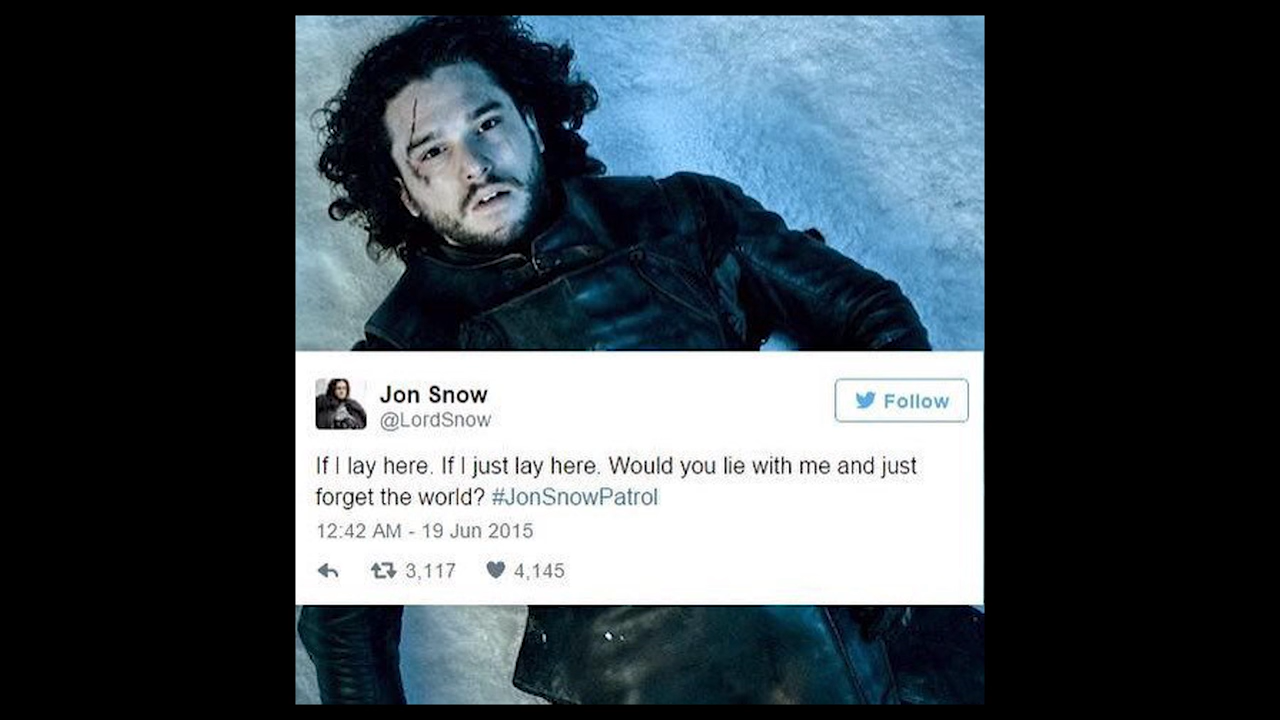 Jon Snow
@LordSnow
Follow
If I lay here. If I just lay here. Would you lie with me and just
forget the world? #JonSnowPatrol
12:42 AM - 19 Jun 2015
3,117 4,145